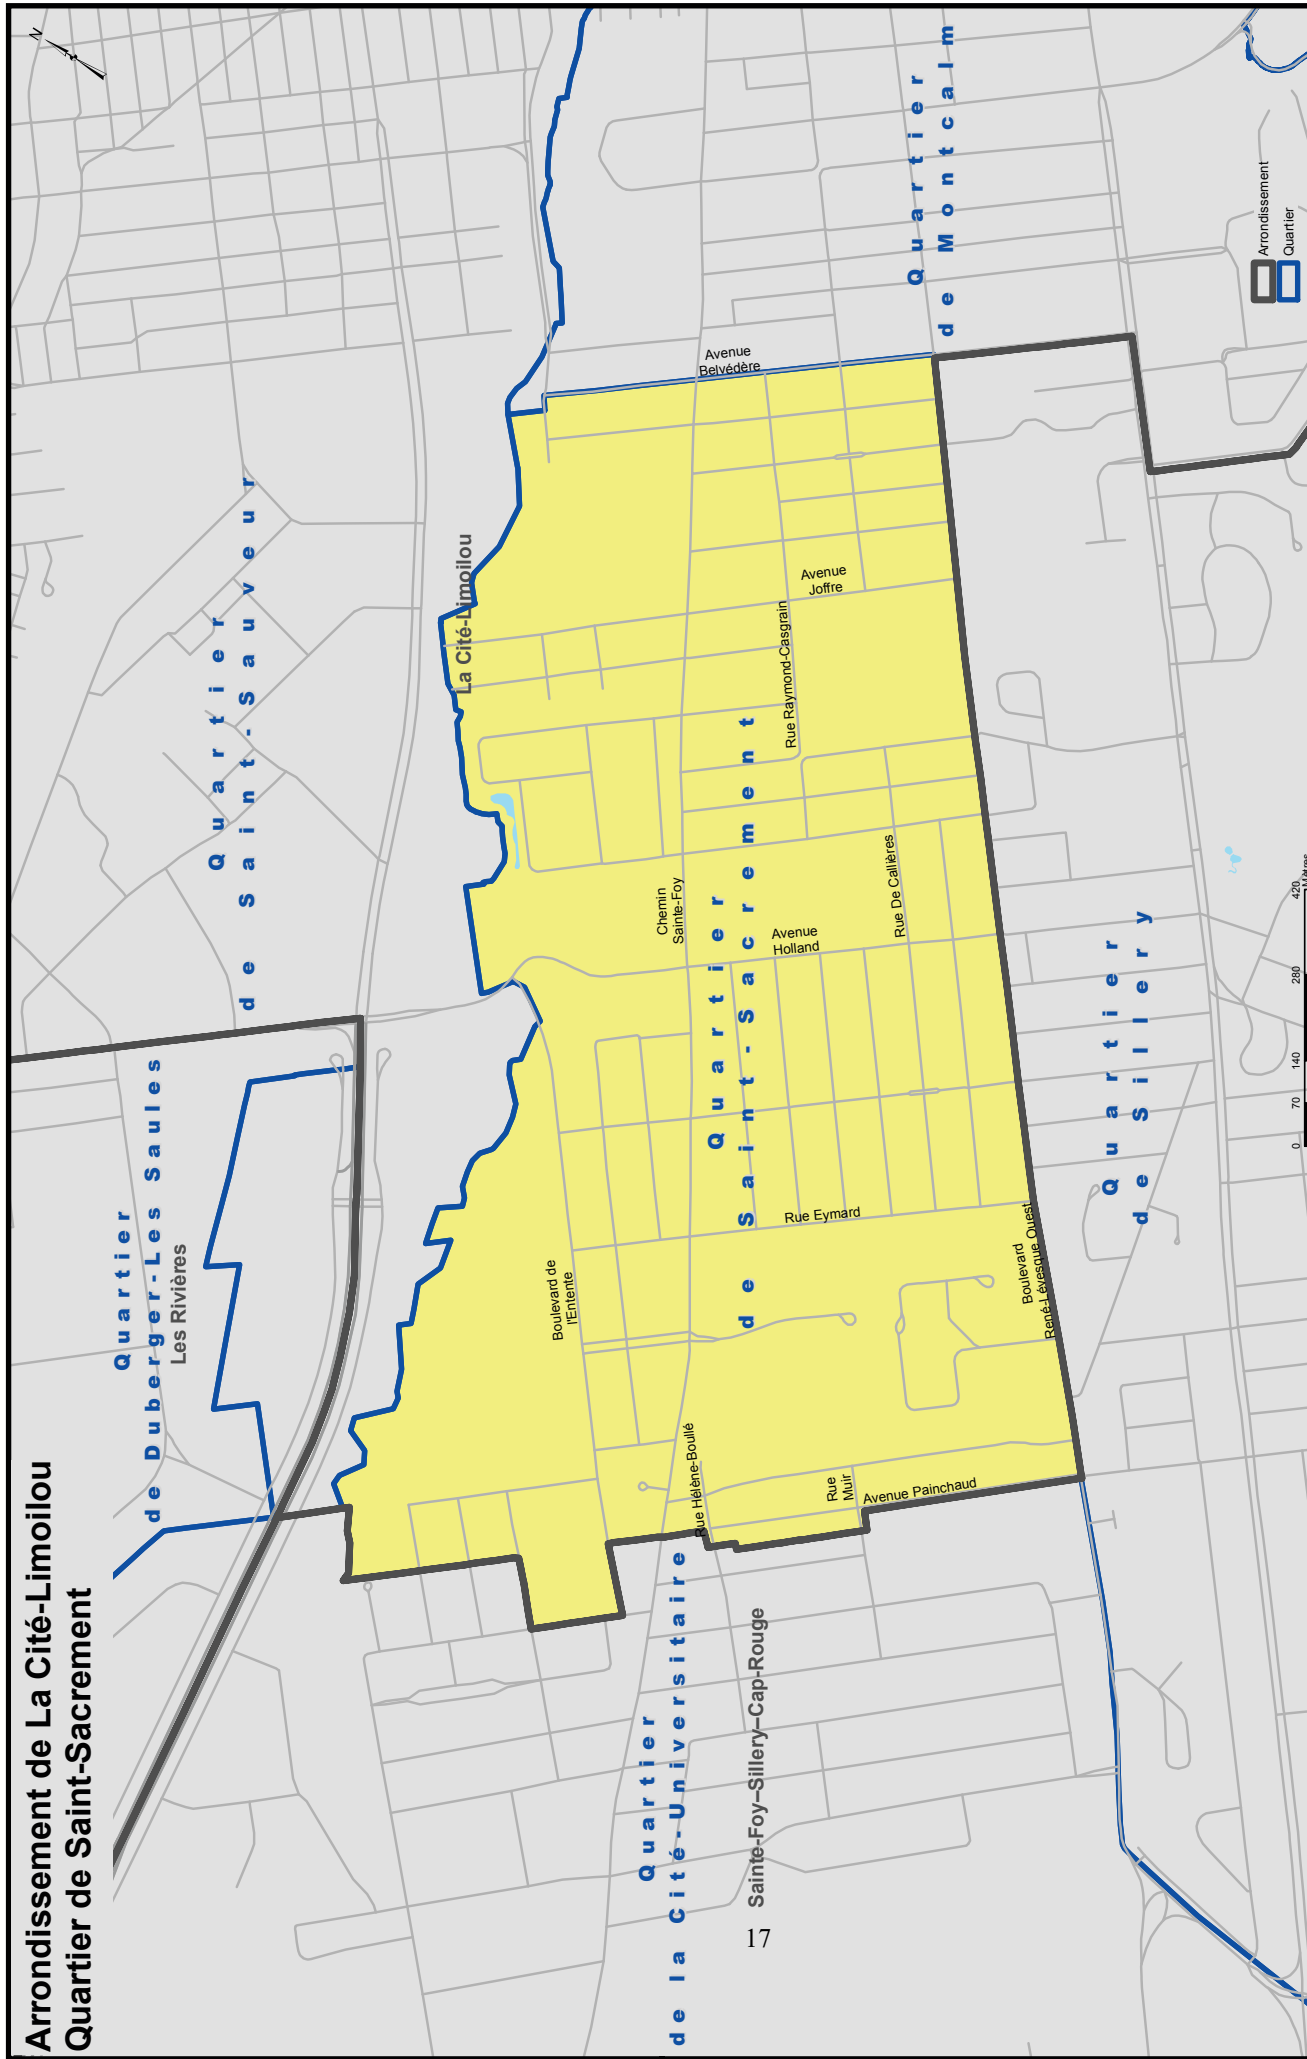 Arrondissement de La Cité-Limoilou
Quartier de Saint-Sacrement
N
Quartier
de Duberger-Les Saules
Les Rivières
Quartier
de Saint-Sauveur
La Cité-Limoilou
Boulevard de
l'Entente
Chemin
Sainte-Foy
Avenue
Belvédère
Quartier
de Saint-Sacrement
Rue Hélène-Boullé
Rue
Muir
Avenue Painchaud
Rue Eymard
Avenue
Holland
Rue De Callières
Rue Raymond-Casgrain
Avenue
Joffre
Boulevard
René-Lévesque Ouest
Quartier
de la Cité-Universitaire
Sainte-Foy–Sillery–Cap-Rouge
Quartier
de Sillery
Quartier
de Montcalm
Arrondissement
Quartier
0 70 140 280 420
Mètres
17